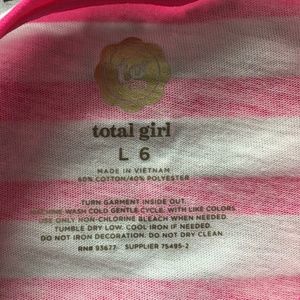 total girl
L 6
MADE IN VIETNAM
60% COTTON/40% POLYESTER
TURN GARMENT INSIDE OUT.
MACHINE WASH COLD GENTLE CYCLE. WITH LIKE COLORS.
USE ONLY NON-CHLORINE BLEACH WHEN NEEDED.
TUMBLE DRY LOW. COOL IRON IF NEEDED.
DO NOT IRON DECORATION. DO NOT DRY CLEAN.
RN# 93677 SUPPLIER 75495-2